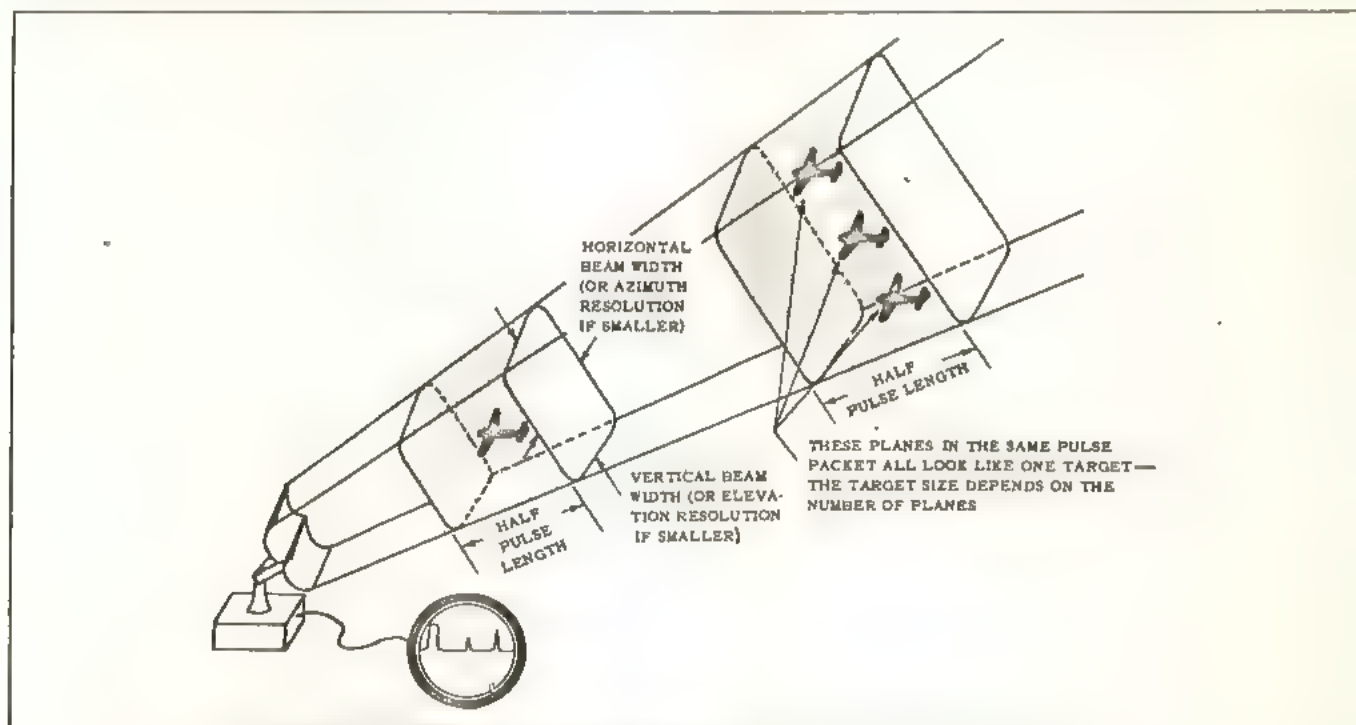 HORIZONTAL
BEAM WIDTH
(OR AZIMUTH
RESOLUTION
IF SMALLER)
HALF
PULSE LENGTH
VERTICAL BEAM
WIDTH (OR ELEVA-
TION RESOLUTION
IF SMALLER)
HALF
PULSE
LENGTH
THESE PLANES IN THE SAME PULSE
PACKET ALL LOOK LIKE ONE TARGET—
THE TARGET SIZE DEPENDS ON THE
NUMBER OF PLANES